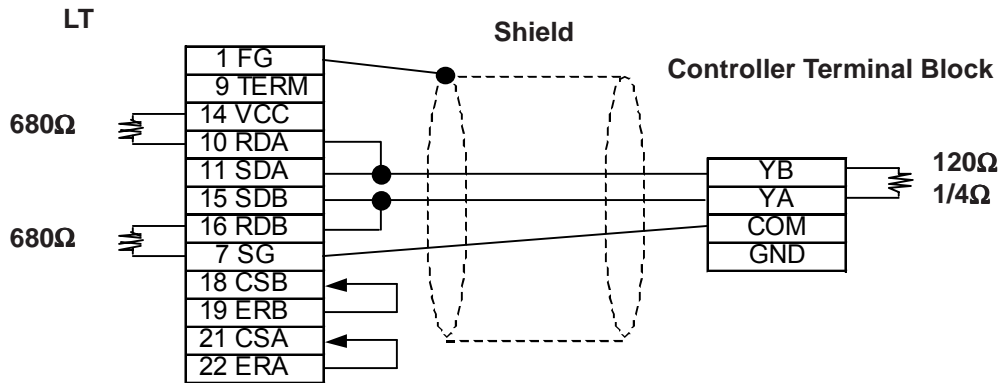 LT
Shield
Controller Terminal Block
1 FG
9 TERM
14 VCC
10 RDA
11 SDA
15 SDB
16 RDB
7 SG
18 CSB
19 ERB
21 CSA
22 ERA
680Ω
680Ω
YB
YA
COM
GND
120Ω
1/4Ω